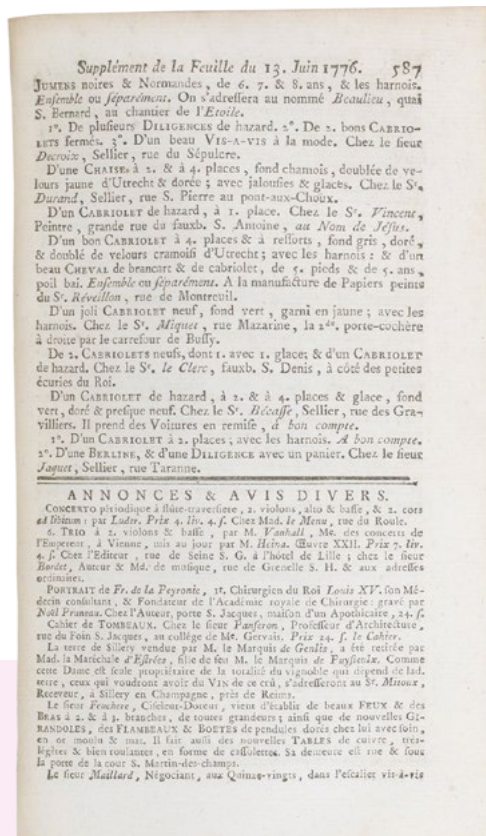 Supplément de la Feuille du 13. Juin 1776. 587
JUMENS noires & Normandes, de 6. 7. & 8. ans, & les harnois.
Ensemble ou séparément. On s'adressera au nommé Beaulieu, quai
S. Bernard, au chantier de l'Etoile.
1°. De plusieurs DILIGENCES de hazard. 2°. De 2. bons CABRIO-
LETS fermés. 3°. D'un beau VIS-A-VIS à la mode. Chez le sieur
Decroix, Sellier, rue du Sépulcre.
D'une CHAISE à 2. & à 4. places, fond chamois, doublée de ve-
lours jaune d'Utrecht & dorée; avec jalousies & glaces. Chez le Sr.
Durand, Sellier, rue S. Pierre au pont-aux-Choux.
D'un CABRIOLET de hazard, à 1. place. Chez le Sr. Vincent,
Peintre, grande rue du fauxb. S. Antoine, au Nom de Jésus.
D'un bon CABRIOLET à 4. places & à ressorts, fond gris, doré,
& doublé de velours cramoisi d'Utrecht; avec les harnois: & d'un
beau CHEVAL de brancart & de cabriolet, de 5. pieds & de 5. ans,
poil bai. Ensemble ou séparément. A la manufacture de Papiers peints
du Sr. Réveillon, rue de Montreuil.
D'un joli CABRIOLET neuf, fond vert, garni en jaune; avec les
harnois. Chez le Sr. Miquet, rue Mazarine, la 2de. porte-cochère
à droite par le carrefour de Bussy.
De 2. CABRIOLETS neufs, dont 1. avec 1. glace; & d'un CABRIOLET
de hazard. Chez le Sr. le Clerc, fauxb. S. Denis, à côté des petites
écuries du Roi.
D'un CABRIOLET de hazard, à 2. & à 4. places & glace, fond
vert, doré & presque neuf. Chez le Sr. Bécasse, Sellier, rue des Gra-
villiers. Il prend des Voitures en remise, à bon compte.
1°. D'un CABRIOLET à 2. places; avec les harnois. A bon compte.
2°. D'une BERLINE, & d'une DILIGENCE avec un panier. Chez le sieur
Jaquet, Sellier, rue Taranne.
ANNONCES & AVIS DIVERS.
CONCERTO périodique à flûte-traversiere, 2. violons, alto & basse, & 2. cors
ad libitum: par Luder. Prix 4. liv. 4. s. Chez Mad. le Menu, rue du Roule.
6. TRIO à 2. violons & basse, par M. Vanhall, Me. des concerts de
l'Empereur, à Vienne, mis au jour par M. Heina. Œuvre XXII. Prix 7. liv.
4. s. Chez l'Editeur, rue de Seine S. G. à l'hôtel de Lille; chez le sieur
Bordet, Auteur & Md. de musique, rue de Grenelle S. H. & aux adresses
ordinaires.
PORTRAIT de Fr. de la Peyronie, 1r. Chirurgien du Roi Louis XV. son Mé-
decin consultant, & Fondateur de l'Académie royale de Chirurgie: gravé par
Noël Pruneau. Chez l'Auteur, porte S. Jacques, maison d'un Apothicaire, 24. s.
Cahier de TOMBEAUX. Chez le sieur Panseron, Professeur d'Architecture,
rue du Foin S. Jacques, au collége de Me. Gervais. Prix 24. s. le Cahier.
La terre de Sillery vendue par M. le Marquis de Genlis, a été retirée par
Mad. la Maréchale d'Estrées, fille de feu M. le Marquis de Puysieulx. Comme
cette Dame est seule propriétaire de la totalité du vignoble qui dépend de lad.
terre, ceux qui voudront avoir du VIN de ce crû, s'adresseront au Sr. Miroux,
Receveur, à Sillery en Champagne, près de Reims.
Le sieur Feuchere, Ciseleur-Doreur, vient d'établir de beaux FEUX & des
BRAS à 2. & à 3. branches, de toutes grandeurs; ainsi que de nouvelles GI-
RANDOLES, des FLAMBEAUX & BOETES de pendules dorés chez lui avec soin,
en or moulu & mat. Il fait aussi des nouvelles TABLES de cuivre, très-
légères & bien roulantes, en forme de cassolettes. Sa demeure est rue & sous
la porte de la cour S. Martin-des-champs.
Le sieur Maillard, Négociant, aux Quinze-vingts, dans l'escalier vis-à-vis